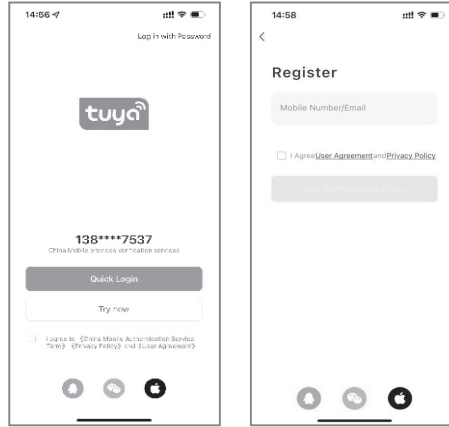 14:56
Log in with Password
tuya
138****7537
China Mobile provides verification services
Quick Login
Try now
I agree to 《China Mobile Authentication Service
Term》 《Privacy Policy》 and 《User Agreement》
14:58
Register
Mobile Number/Email
I Agree User Agreement and Privacy Policy
Get Verification Code